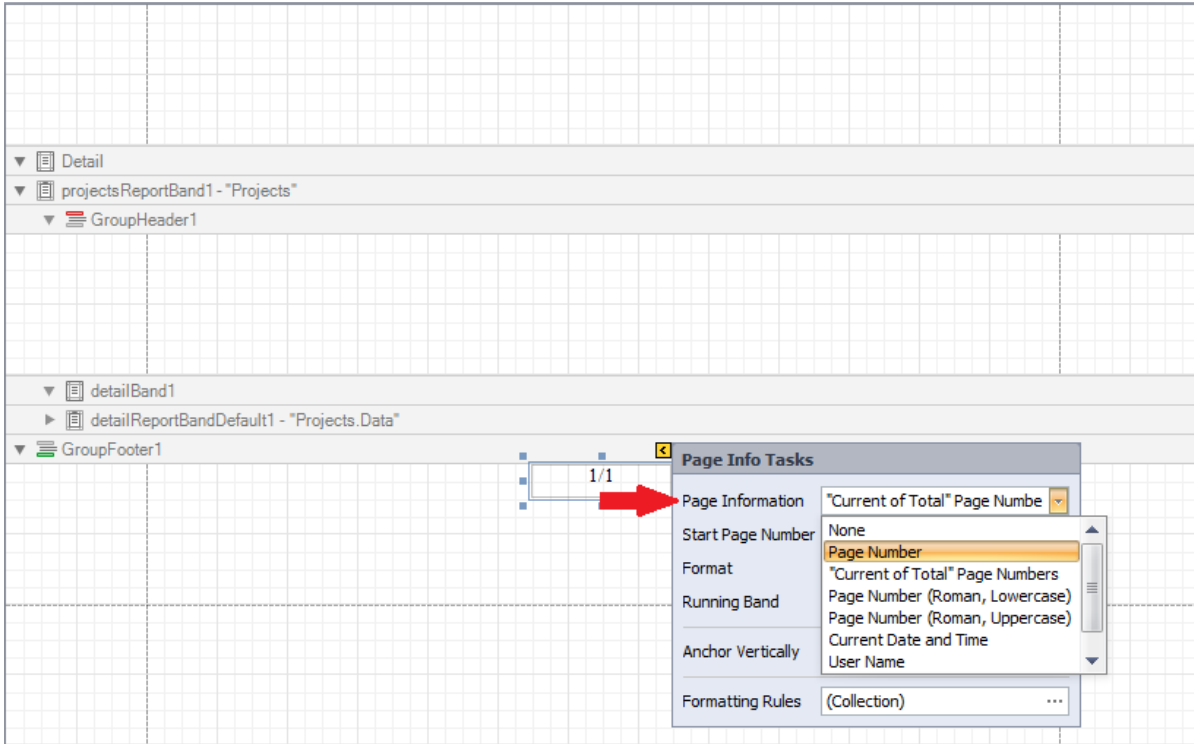 Detail
projectsReportBand1 - "Projects"
GroupHeader1
detailBand1
detailReportBandDefault1 - "Projects.Data"
GroupFooter1
1/1
Page Info Tasks
Page Information "Current of Total" Page Numbe
Start Page Number
Format
Running Band
Anchor Vertically
None
Page Number
"Current of Total" Page Numbers
Page Number (Roman, Lowercase)
Page Number (Roman, Uppercase)
Current Date and Time
User Name
Formatting Rules (Collection) ...